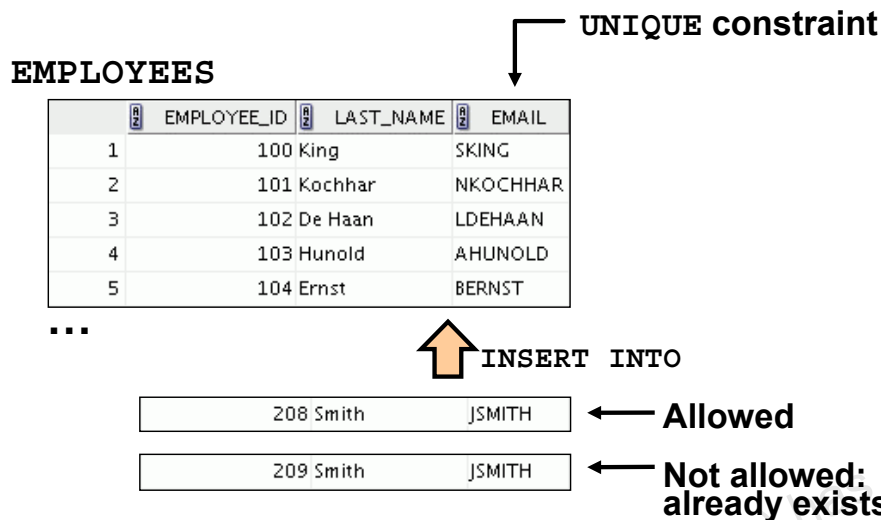 UNIQUE constraint
EMPLOYEES
EMPLOYEE_ID LAST_NAME EMAIL
1 100 King SKING
2 101 Kochhar NKOCHHAR
3 102 De Haan LDEHAAN
4 103 Hunold AHUNOLD
5 104 Ernst BERNST
...
INSERT INTO
208 Smith JSMITH Allowed
209 Smith JSMITH Not allowed:
already exists